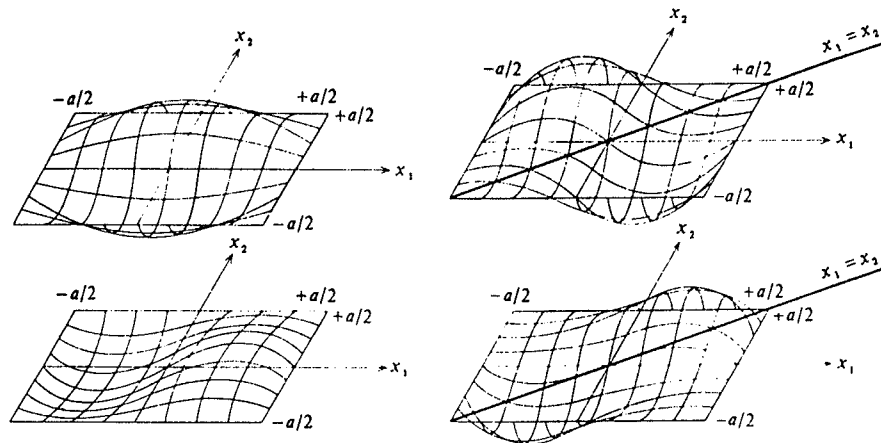 x₂
−a/2
+a/2
+a/2
x₁
−a/2
x₂
x₁ = x₂
−a/2
+a/2
+a/2
x₁
−a/2
x₂
−a/2
+a/2
+a/2
x₁
−a/2
x₂
x₁ = x₂
+a/2
+a/2
x₁
−a/2